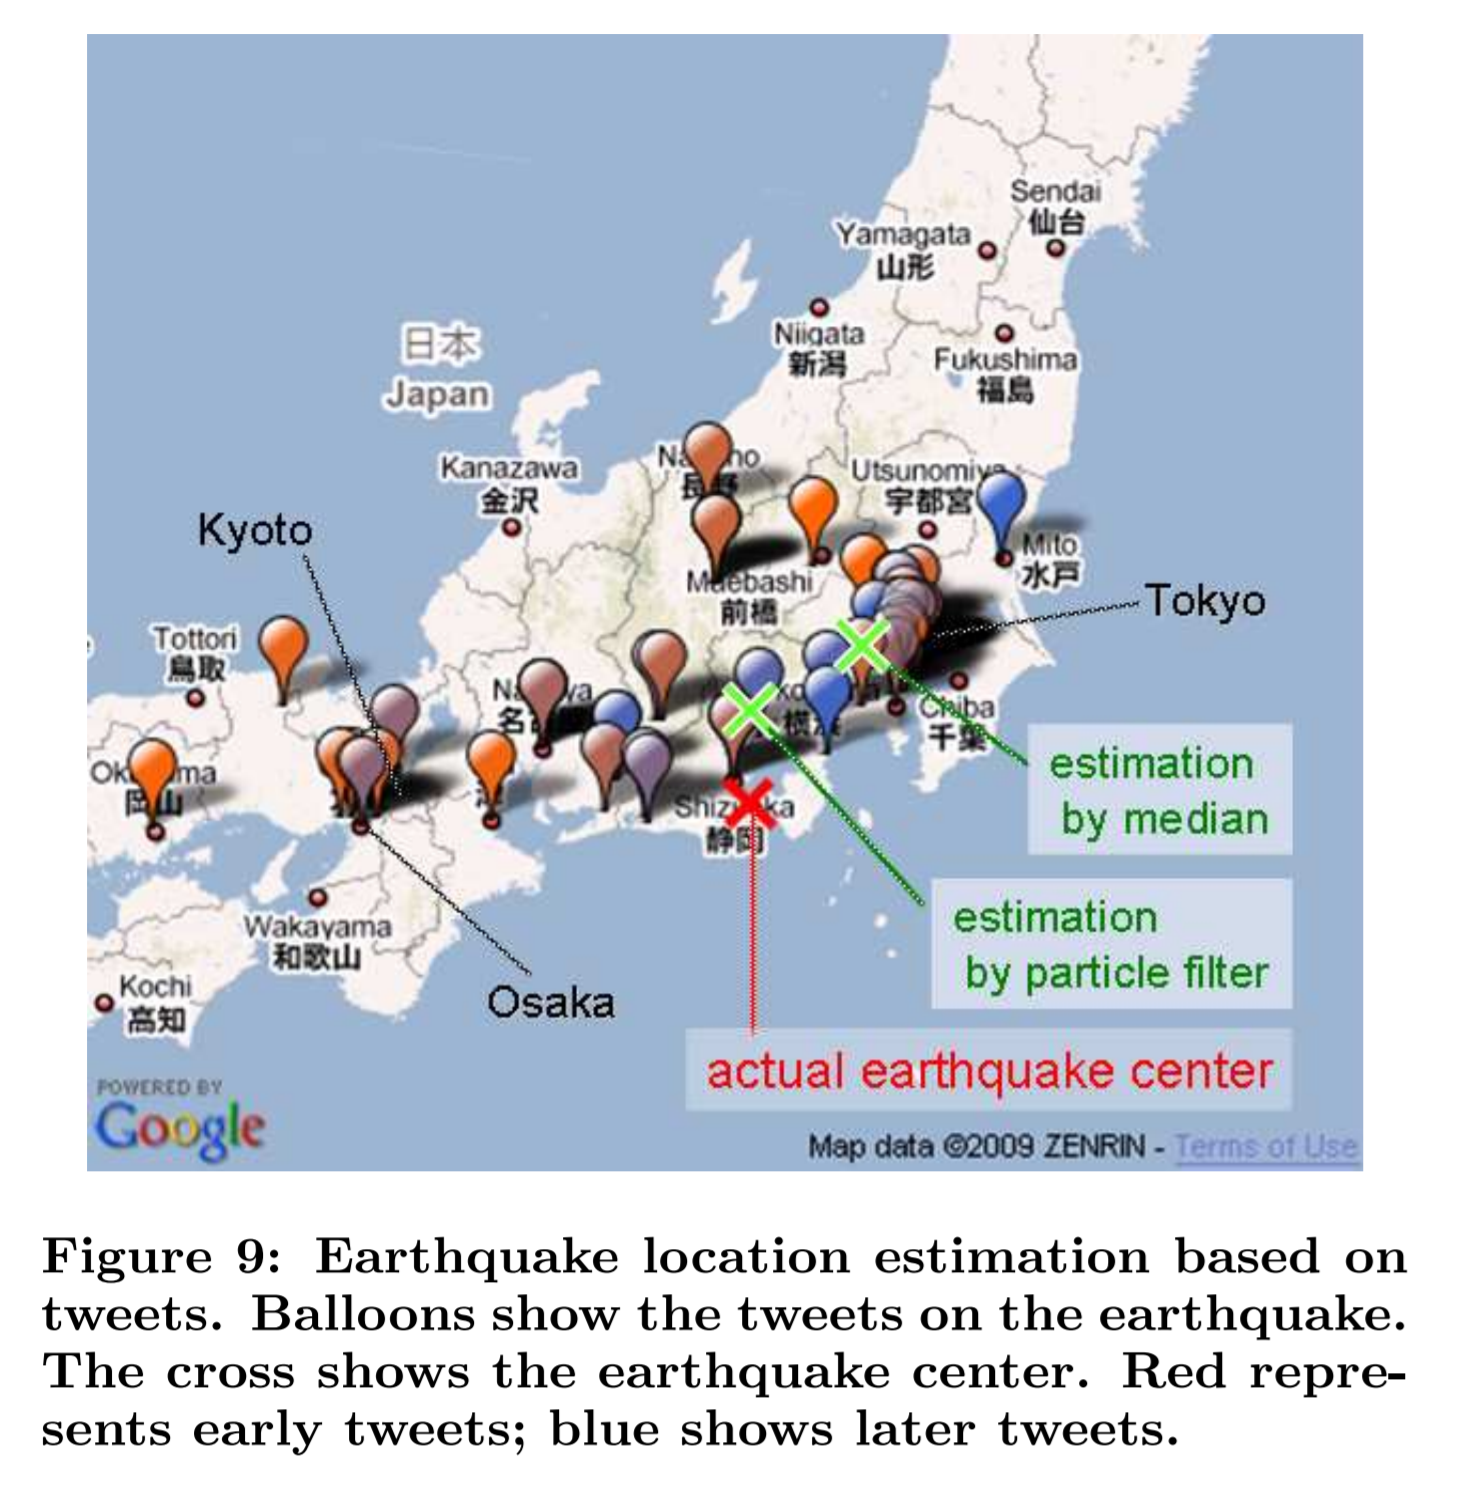 Sendai
仙台
Yamagata
山形
Niigata
新潟
Fukushima
福島
日本
Japan
Kanazawa
金沢
Utsunomiya
宇都宮
Kyoto
Mito
水戸
Maebashi
前橋
Tokyo
Tottori
鳥取
Chiba
千葉
estimation
by median
岡山
Shizuoka
静岡
estimation
by particle filter
Wakayama
和歌山
Kochi
高知
Osaka
actual earthquake center
POWERED BY
Google
Map data ©2009 ZENRIN - Terms of Use
Figure 9: Earthquake location estimation based on
tweets. Balloons show the tweets on the earthquake.
The cross shows the earthquake center. Red repre-
sents early tweets; blue shows later tweets.